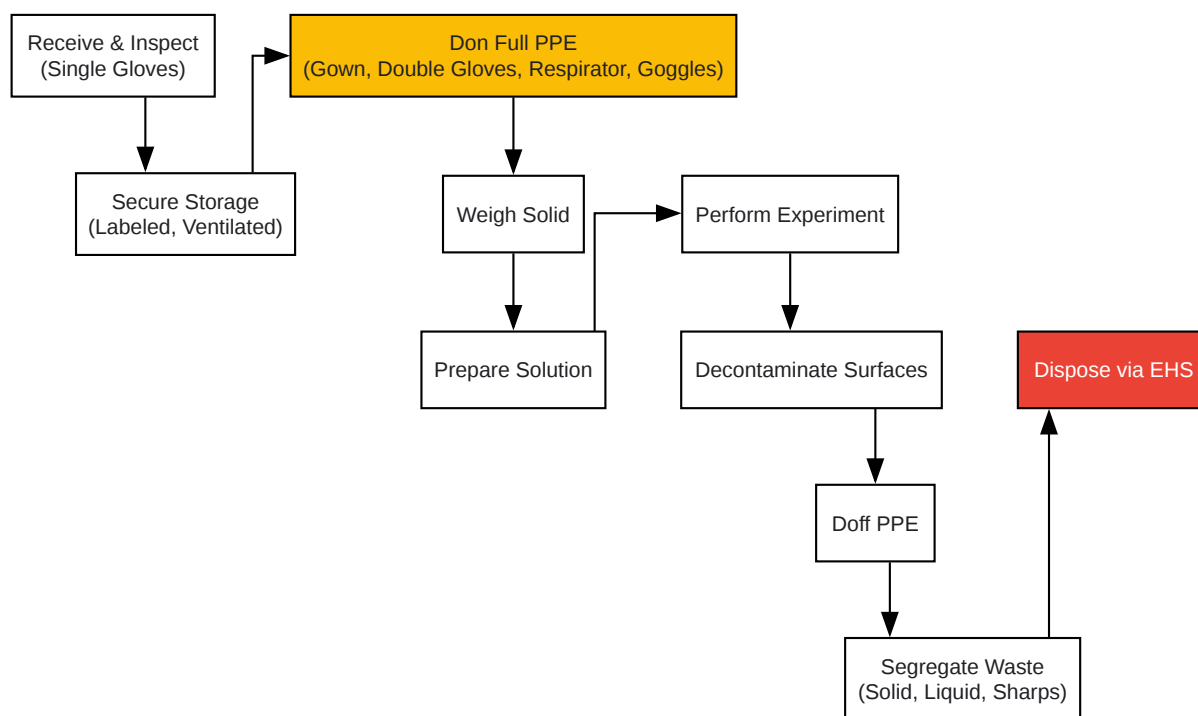 Receive & Inspect
(Single Gloves)
Secure Storage
(Labeled, Ventilated)
Don Full PPE
(Gown, Double Gloves, Respirator, Goggles)
Weigh Solid
Prepare Solution
Perform Experiment
Decontaminate Surfaces
Doff PPE
Segregate Waste
(Solid, Liquid, Sharps)
Dispose via EHS